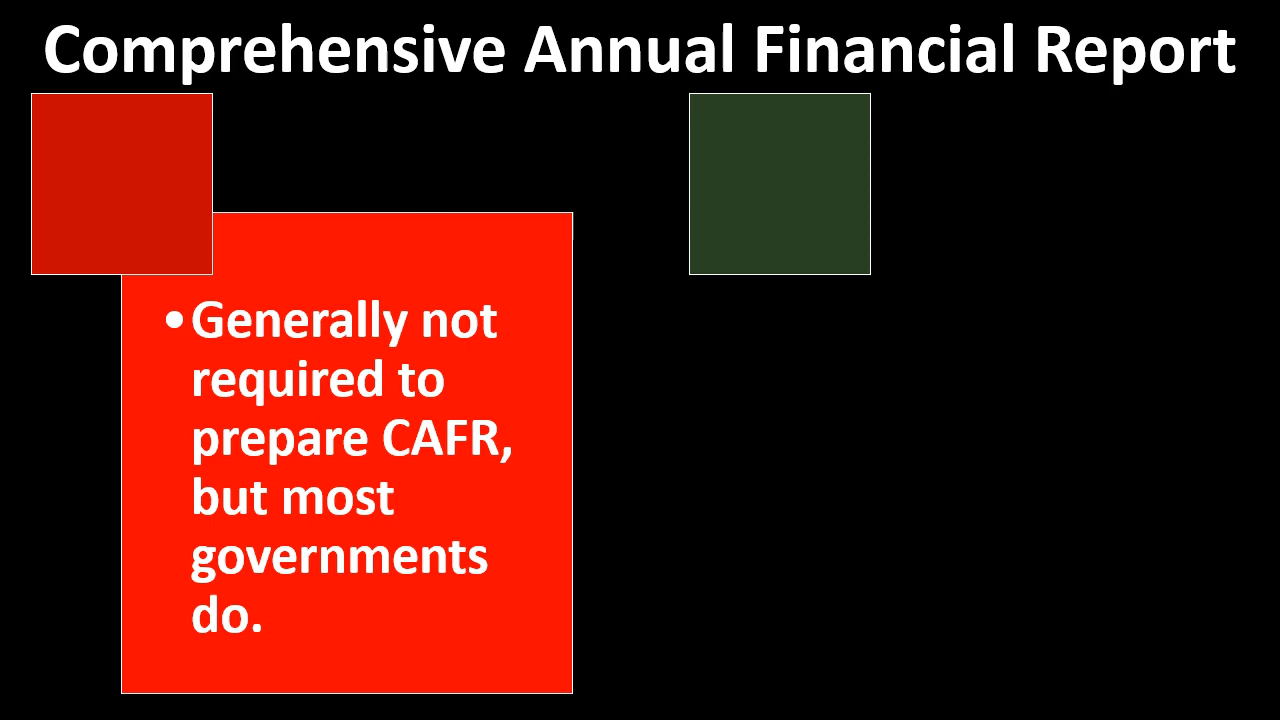 Comprehensive Annual Financial Report
•Generally not
required to
prepare CAFR,
but most
governments
do.